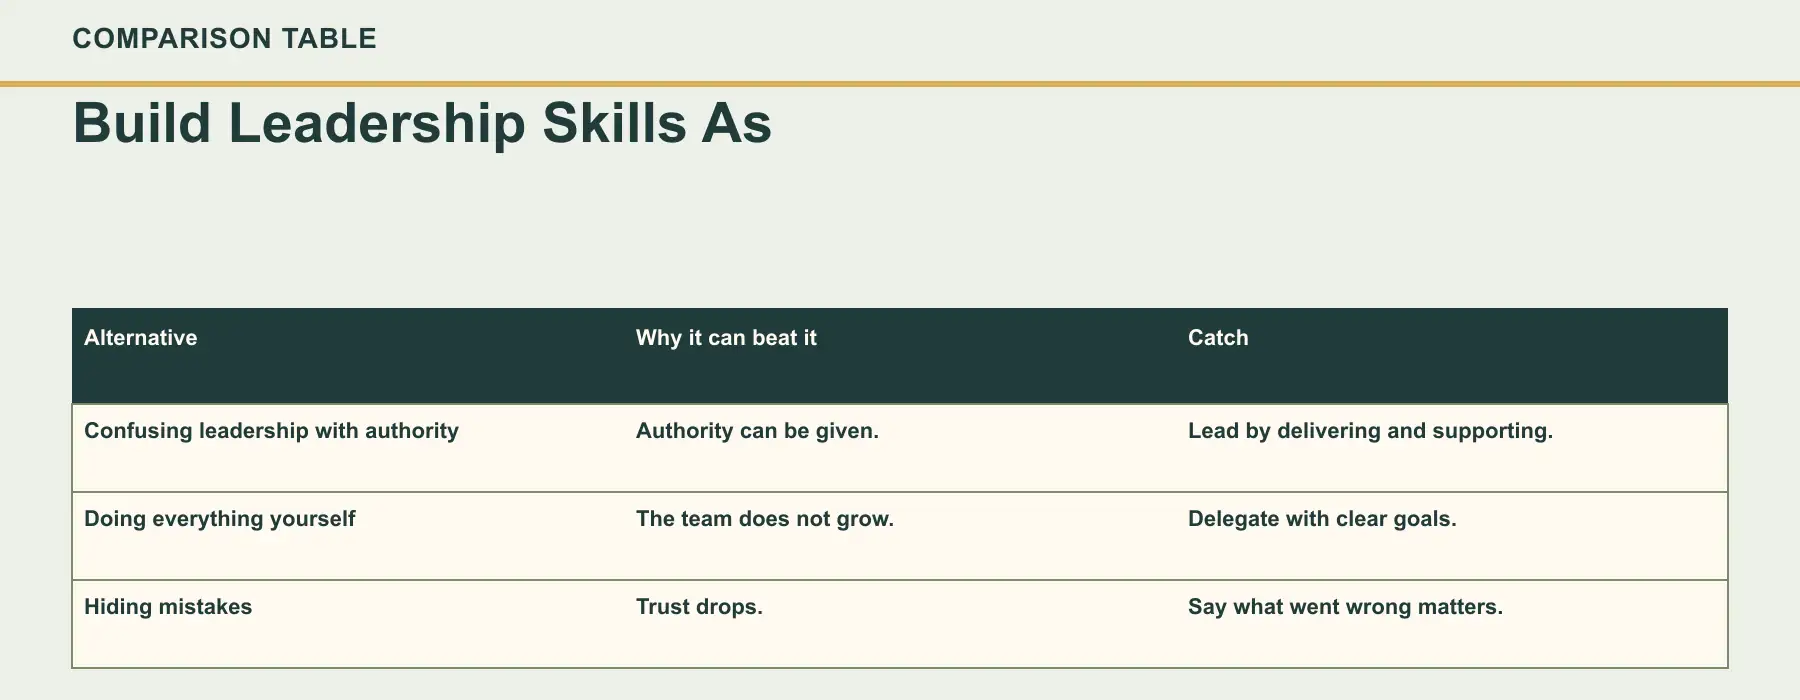 COMPARISON TABLE
Build Leadership Skills As
Alternative Why it can beat it Catch
Confusing leadership with authority Authority can be given. Lead by delivering and supporting.
Doing everything yourself The team does not grow. Delegate with clear goals.
Hiding mistakes Trust drops. Say what went wrong matters.